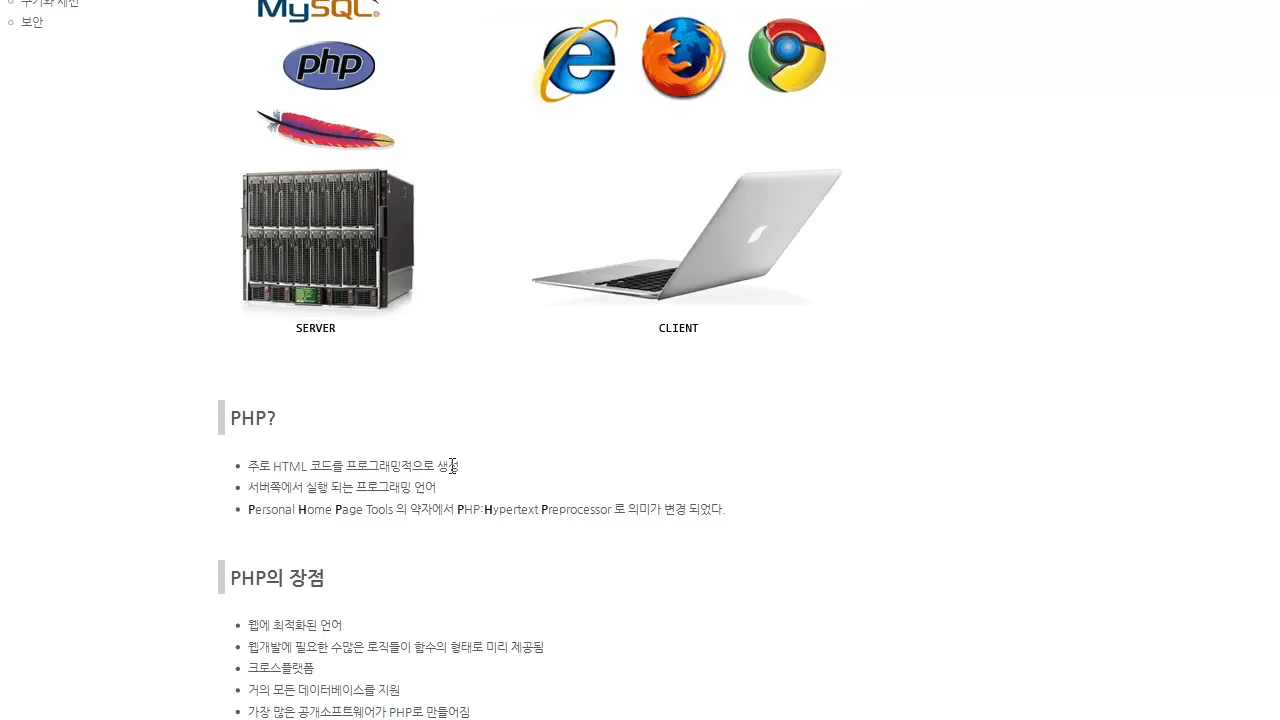 쿠키와 세션
보안
MySQL®
php
SERVER
CLIENT
PHP?
주로 HTML 코드를 프로그래밍적으로 생성
서버쪽에서 실행 되는 프로그래밍 언어
Personal Home Page Tools 의 약자에서 PHP:Hypertext Preprocessor 로 의미가 변경 되었다.
PHP의 장점
웹에 최적화된 언어
웹개발에 필요한 수많은 로직들이 함수의 형태로 미리 제공됨
크로스플랫폼
거의 모든 데이터베이스를 지원
가장 많은 공개소프트웨어가 PHP로 만들어짐